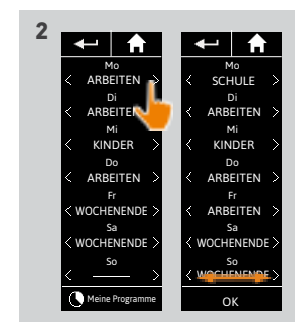 2
Mo
< ARBEITEN >
Di
< ARBEITEN
Mi
< KINDER >
Do
< ARBEITEN >
Fr
< WOCHENENDE >
Sa
< WOCHENENDE >
So
< >
Meine Programme
Mo
< SCHULE >
Di
< ARBEITEN >
Mi
< KINDER >
Do
< ARBEITEN >
Fr
< ARBEITEN >
Sa
< WOCHENENDE >
So
< WOCHENENDE >
OK